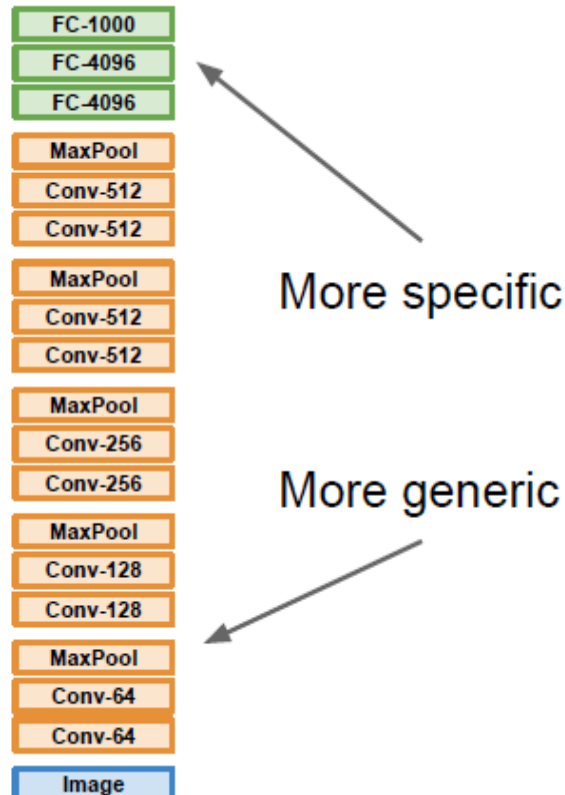 FC-1000
FC-4096
FC-4096
MaxPool
Conv-512
Conv-512
MaxPool
Conv-512
Conv-512
MaxPool
Conv-256
Conv-256
MaxPool
Conv-128
Conv-128
MaxPool
Conv-64
Conv-64
Image
More specific
More generic